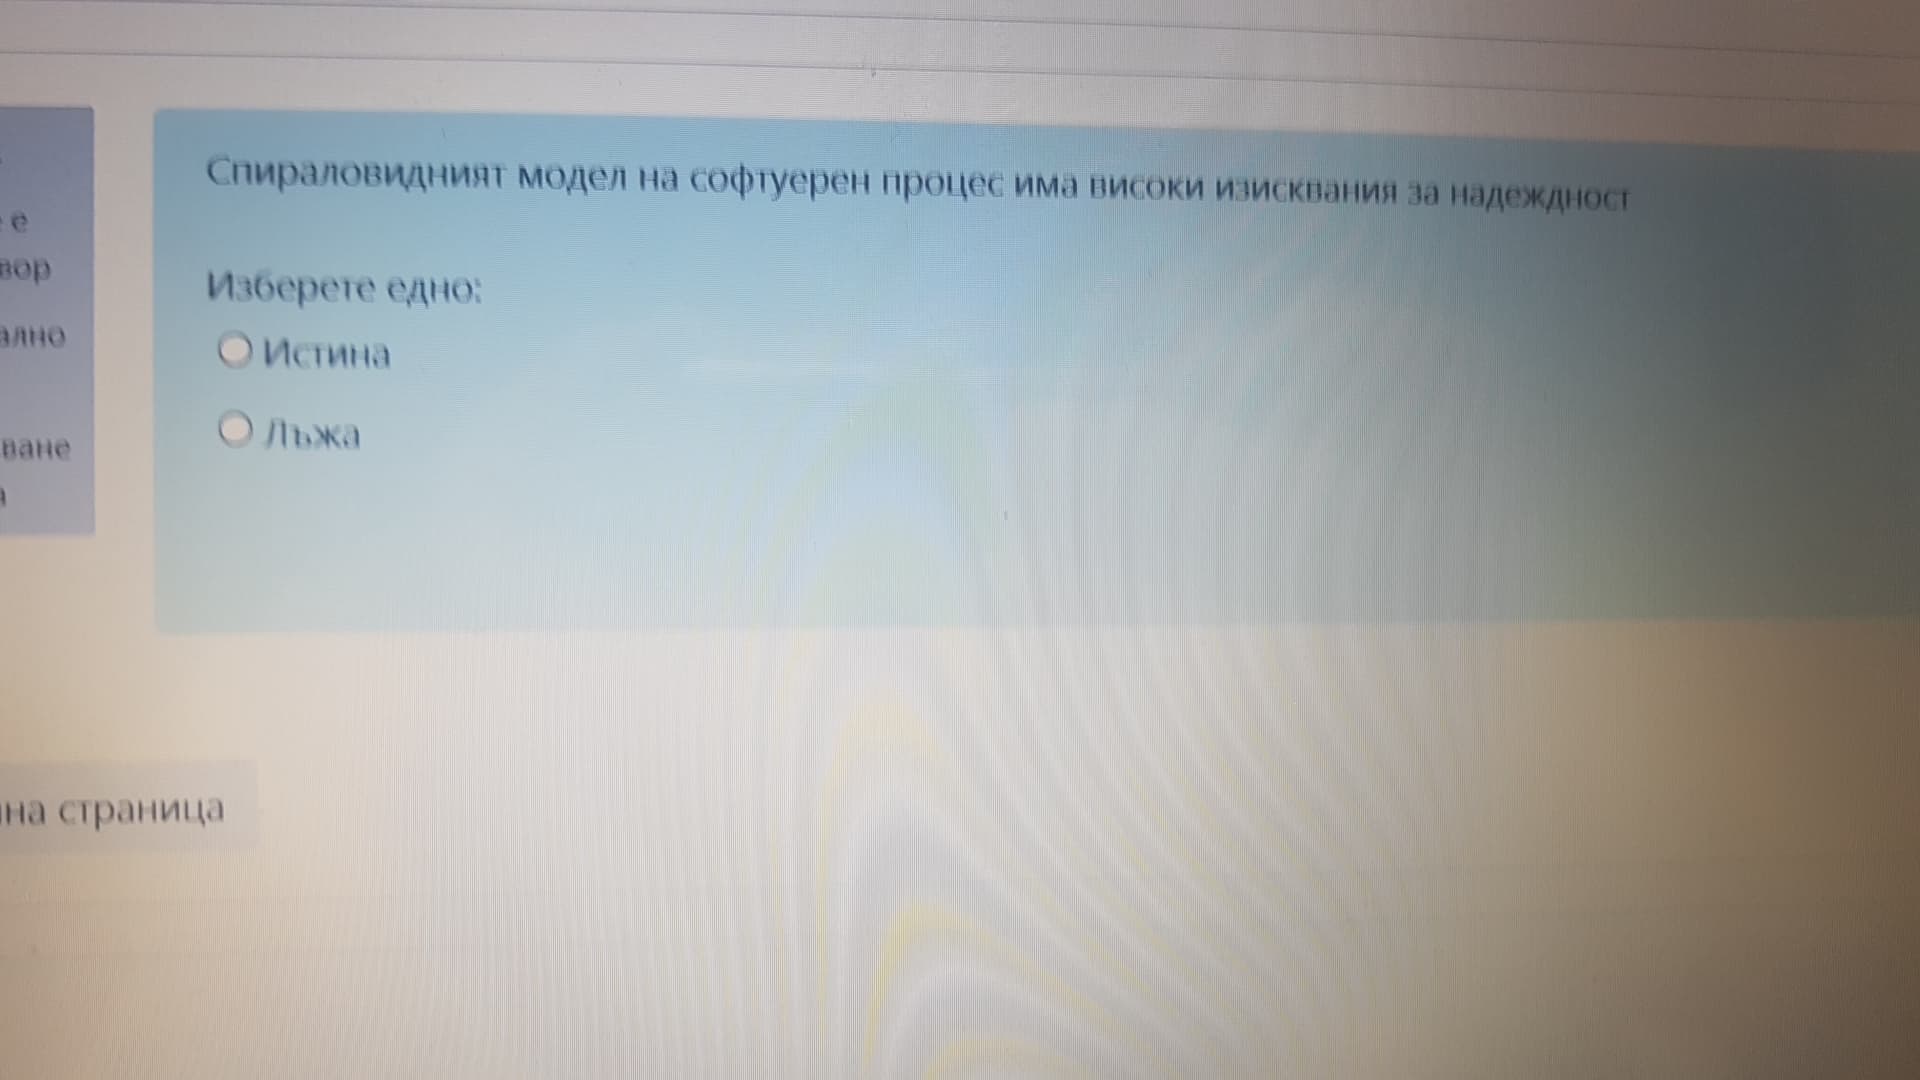 Спираловидният модел на софтуерен процес има високи изисквания за надеждност
Изберете едно:
Истина
Лъжа
е
вор
ално
ване
на страница